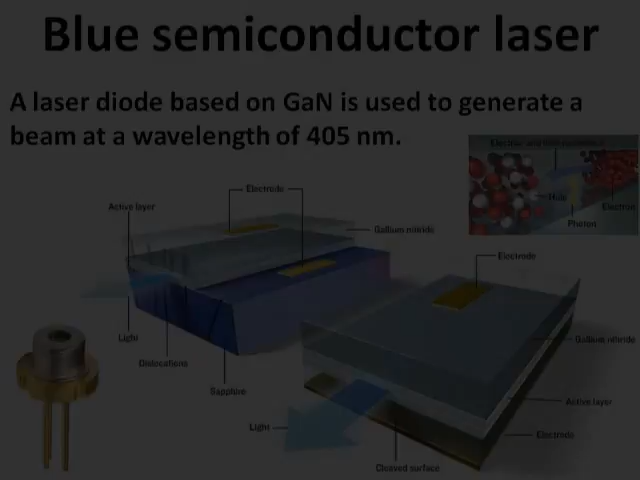 Blue semiconductor laser
A laser diode based on GaN is used to generate a
beam at a wavelength of 405 nm.
Hole
Electron
Photon
Electrode
Active layer
Gallium nitride
Light
Dislocations
Sapphire
Electrode
Gallium nitride
Active layer
Light
Electrode
Cleaved surface